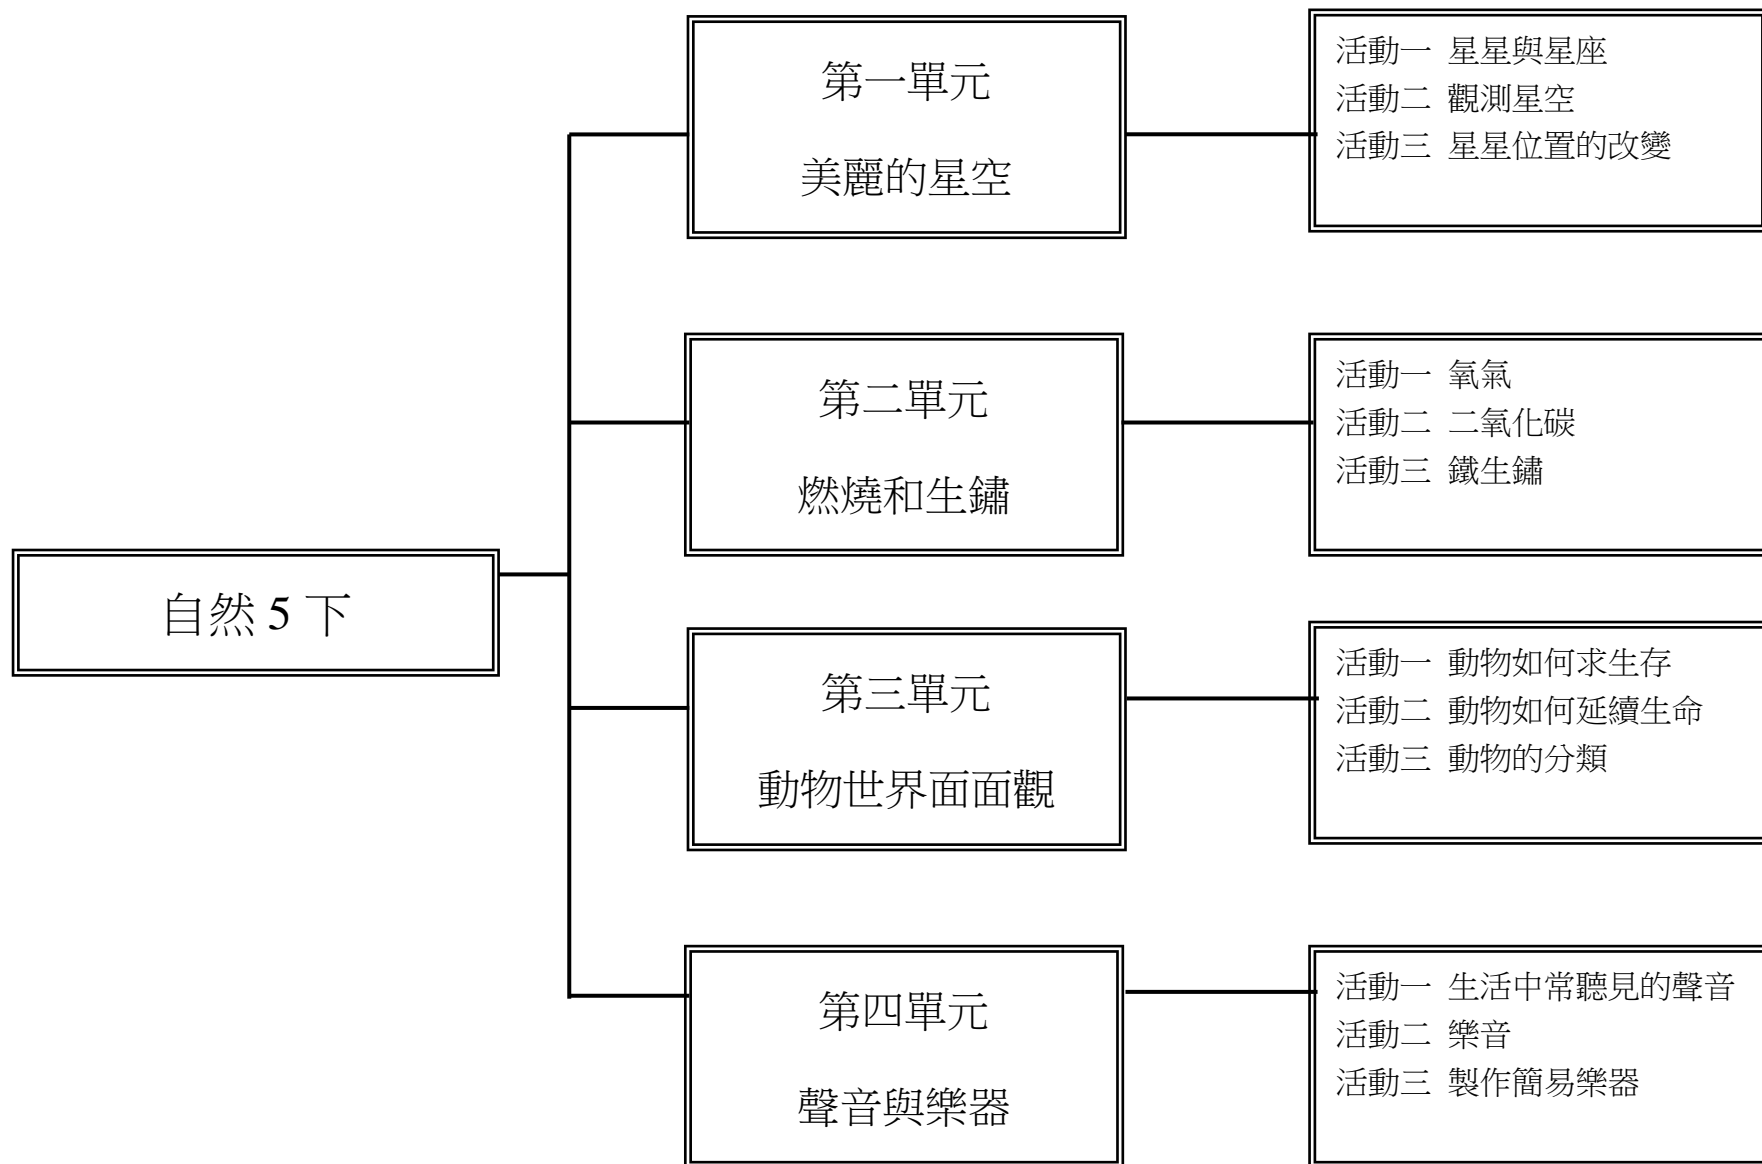 自然 5 下
第一單元
美麗的星空
活動一 星星與星座
活動二 觀測星空
活動三 星星位置的改變
第二單元
燃燒和生鏽
活動一 氧氣
活動二 二氧化碳
活動三 鐵生鏽
第三單元
動物世界面面觀
活動一 動物如何求生存
活動二 動物如何延續生命
活動三 動物的分類
第四單元
聲音與樂器
活動一 生活中常聽見的聲音
活動二 樂音
活動三 製作簡易樂器